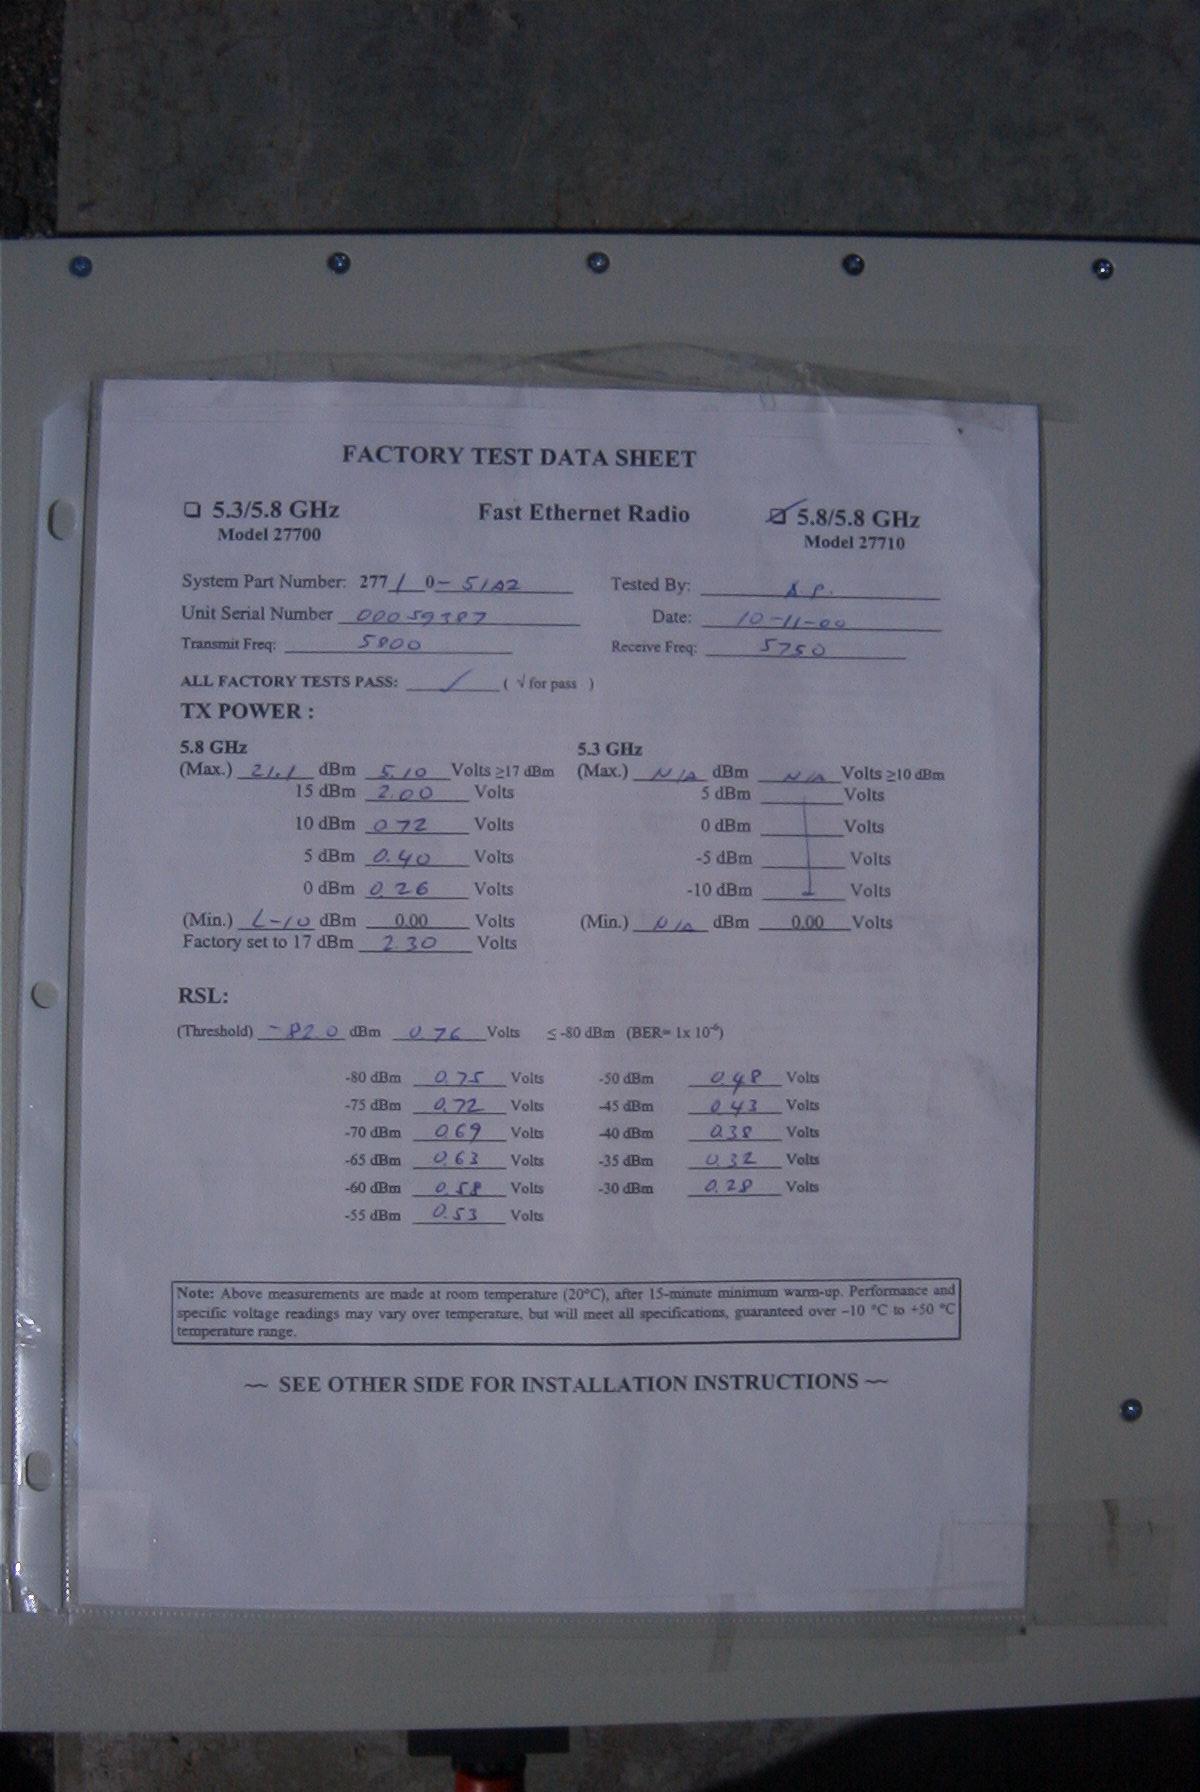 FACTORY TEST DATA SHEET
❏ 5.3/5.8 GHz Fast Ethernet Radio ☑ 5.8/5.8 GHz
Model 27700 Model 27710
System Part Number: 277 1 0- 51A2 Tested By: A.P.
Unit Serial Number 00059387 Date: 10-11-00
Transmit Freq: 5800 Receive Freq: 5750
ALL FACTORY TESTS PASS: ✓ ( √ for pass )
TX POWER :
5.8 GHz 5.3 GHz
(Max.) 21.1 dBm 5.10 Volts ≥17 dBm (Max.) N/A dBm N/A Volts ≥10 dBm
15 dBm 2.00 Volts 5 dBm Volts
10 dBm 0.72 Volts 0 dBm Volts
5 dBm 0.40 Volts -5 dBm Volts
0 dBm 0.26 Volts -10 dBm Volts
(Min.) dBm 0.00 Volts (Min.) N/A dBm 0.00 Volts
Factory set to 17 dBm 2.30 Volts
RSL:
(Threshold) -82.0 dBm 0.76 Volts ≤ -80 dBm (BER= 1x 10⁻⁶)
-80 dBm 0.75 Volts -50 dBm 0.48 Volts
-75 dBm 0.72 Volts -45 dBm 0.43 Volts
-70 dBm 0.69 Volts -40 dBm 0.38 Volts
-65 dBm 0.63 Volts -35 dBm 0.32 Volts
-60 dBm 0.58 Volts -30 dBm 0.28 Volts
-55 dBm 0.53 Volts
Note: Above measurements are made at room temperature (20°C), after 15-minute minimum warm-up. Performance and
specific voltage readings may vary over temperature, but will meet all specifications, guaranteed over –10 °C to +50 °C
temperature range.
~ SEE OTHER SIDE FOR INSTALLATION INSTRUCTIONS ~